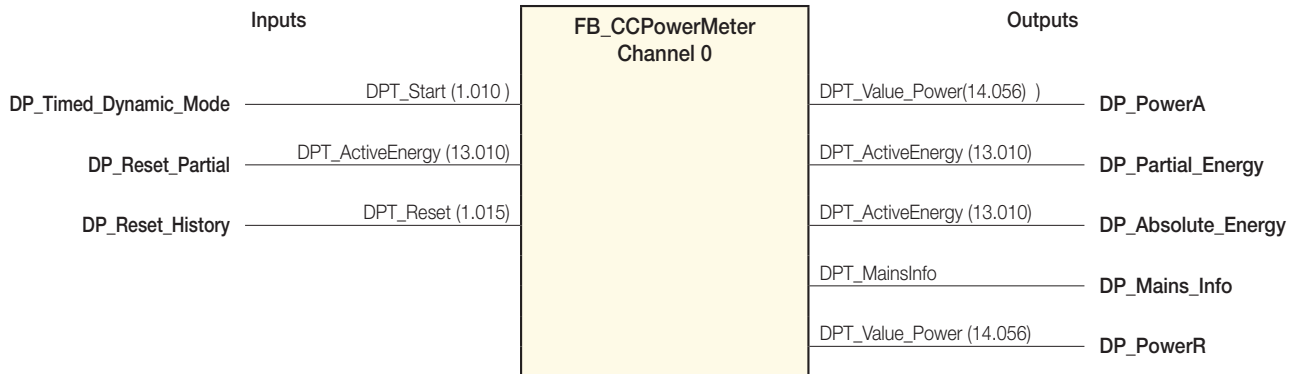 Inputs
FB_CCPowerMeter
Channel 0
Outputs
DP_Timed_Dynamic_Mode
DPT_Start (1.010 )
DPT_Value_Power(14.056) )
DP_PowerA
DP_Reset_Partial
DPT_ActiveEnergy (13.010)
DPT_ActiveEnergy (13.010)
DP_Partial_Energy
DP_Reset_History
DPT_Reset (1.015)
DPT_ActiveEnergy (13.010)
DP_Absolute_Energy
DPT_MainsInfo
DP_Mains_Info
DPT_Value_Power (14.056)
DP_PowerR